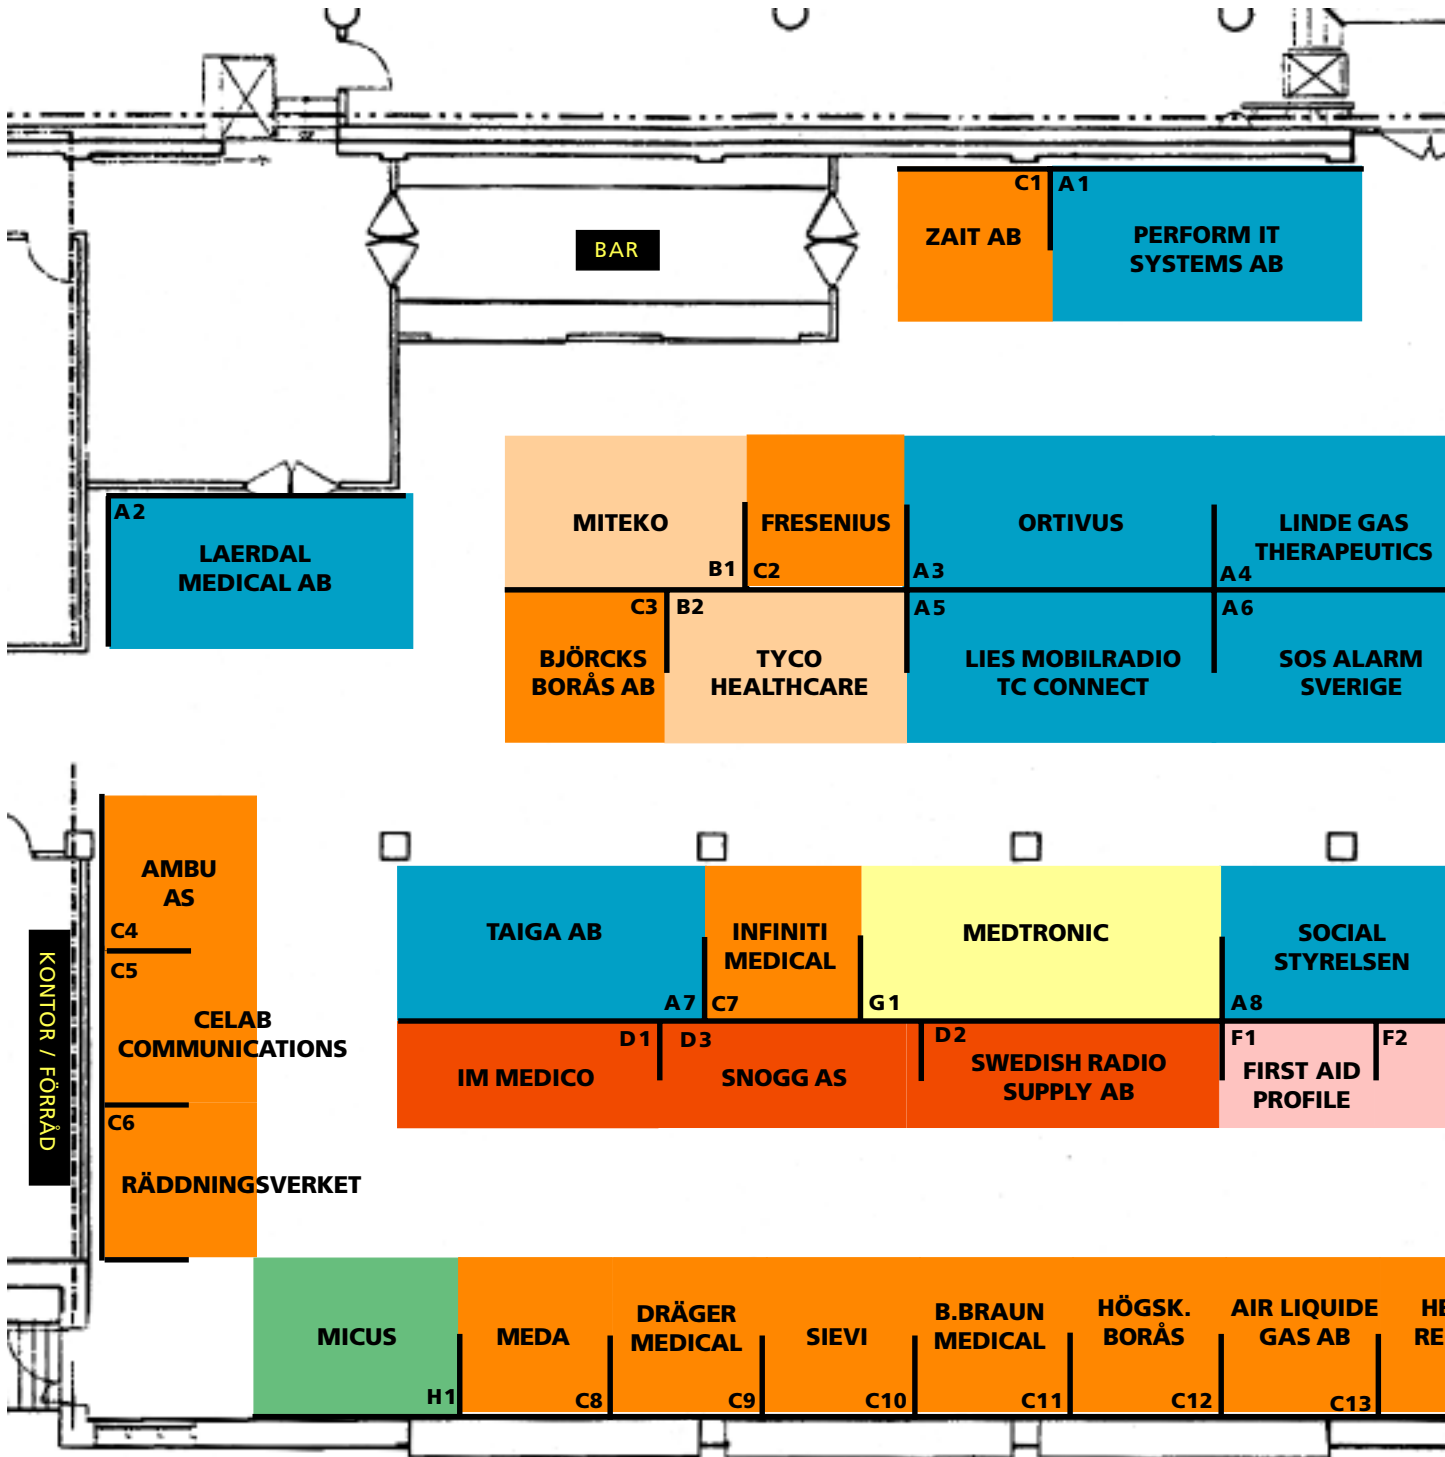 C1
A1
ZAIT AB
PERFORM IT
SYSTEMS AB
BAR
A2
LAERDAL
MEDICAL AB
MITEKO
B1
FRESENIUS
C2
ORTIVUS
A3
LINDE GAS
THERAPEUTICS
A4
C3
BJÖRCKS
BORÅS AB
B2
TYCO
HEALTHCARE
A5
LIES MOBILRADIO
TC CONNECT
A6
SOS ALARM
SVERIGE
AMBU
AS
C4
C5
CELAB
COMMUNICATIONS
C6
RÄDDNINGSVERKET
KONTOR / FÖRRÅD
TAIGA AB
A7
INFINITI
MEDICAL
C7
MEDTRONIC
G1
SOCIAL
STYRELSEN
A8
D1
IM MEDICO
D3
SNOGG AS
D2
SWEDISH RADIO
SUPPLY AB
F1
FIRST AID
PROFILE
F2
MICUS
H1
MEDA
C8
DRÄGER
MEDICAL
C9
SIEVI
C10
B.BRAUN
MEDICAL
C11
HÖGSK.
BORÅS
C12
AIR LIQUIDE
GAS AB
C13